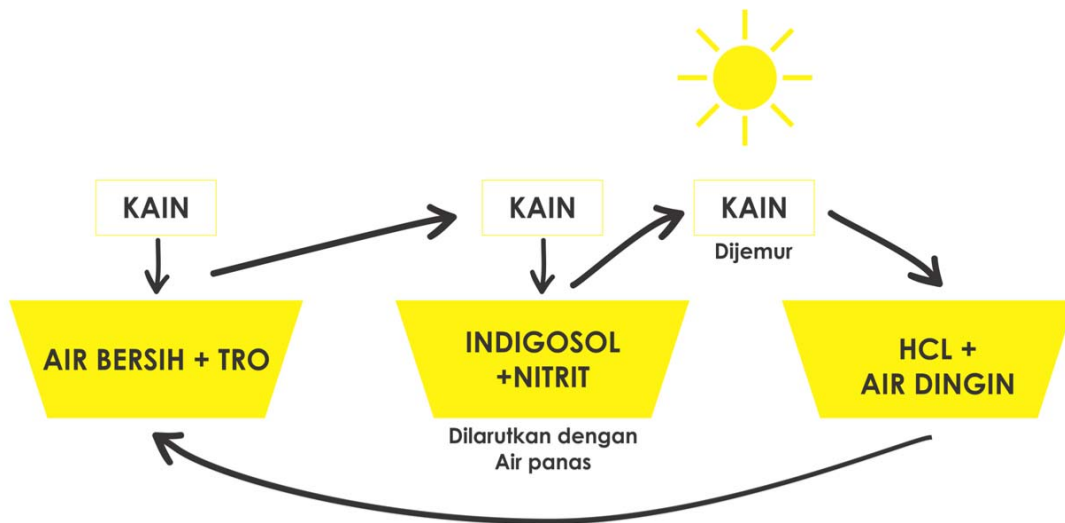 KAIN
KAIN
KAIN
Dijemur
AIR BERSIH + TRO
INDIGOSOL
+NITRIT
HCL +
AIR DINGIN
Dilarutkan dengan
Air panas